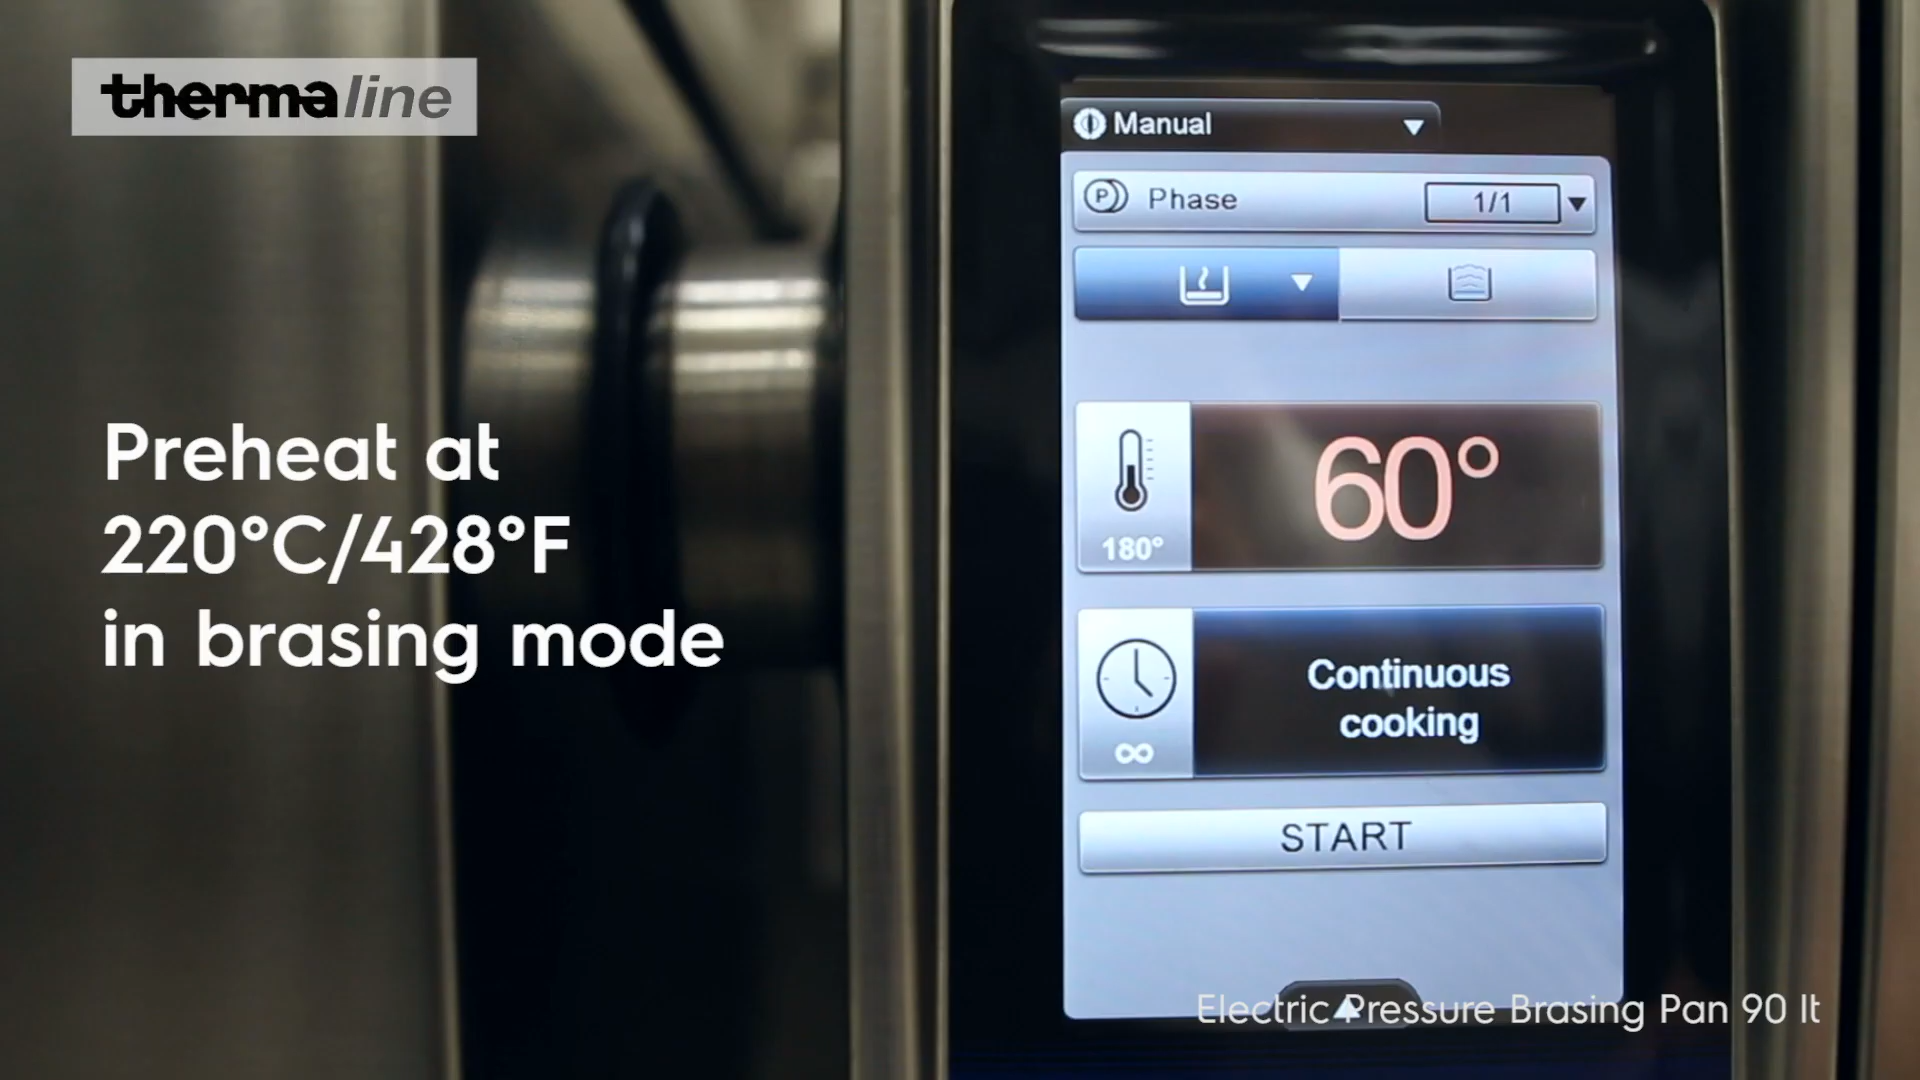 thermaline
Manual
Phase
1/1
60°
180°
Continuous
cooking
∞
START
Preheat at
220°C/428°F
in brasing mode
Electric Pressure Brasing Pan 90 lt